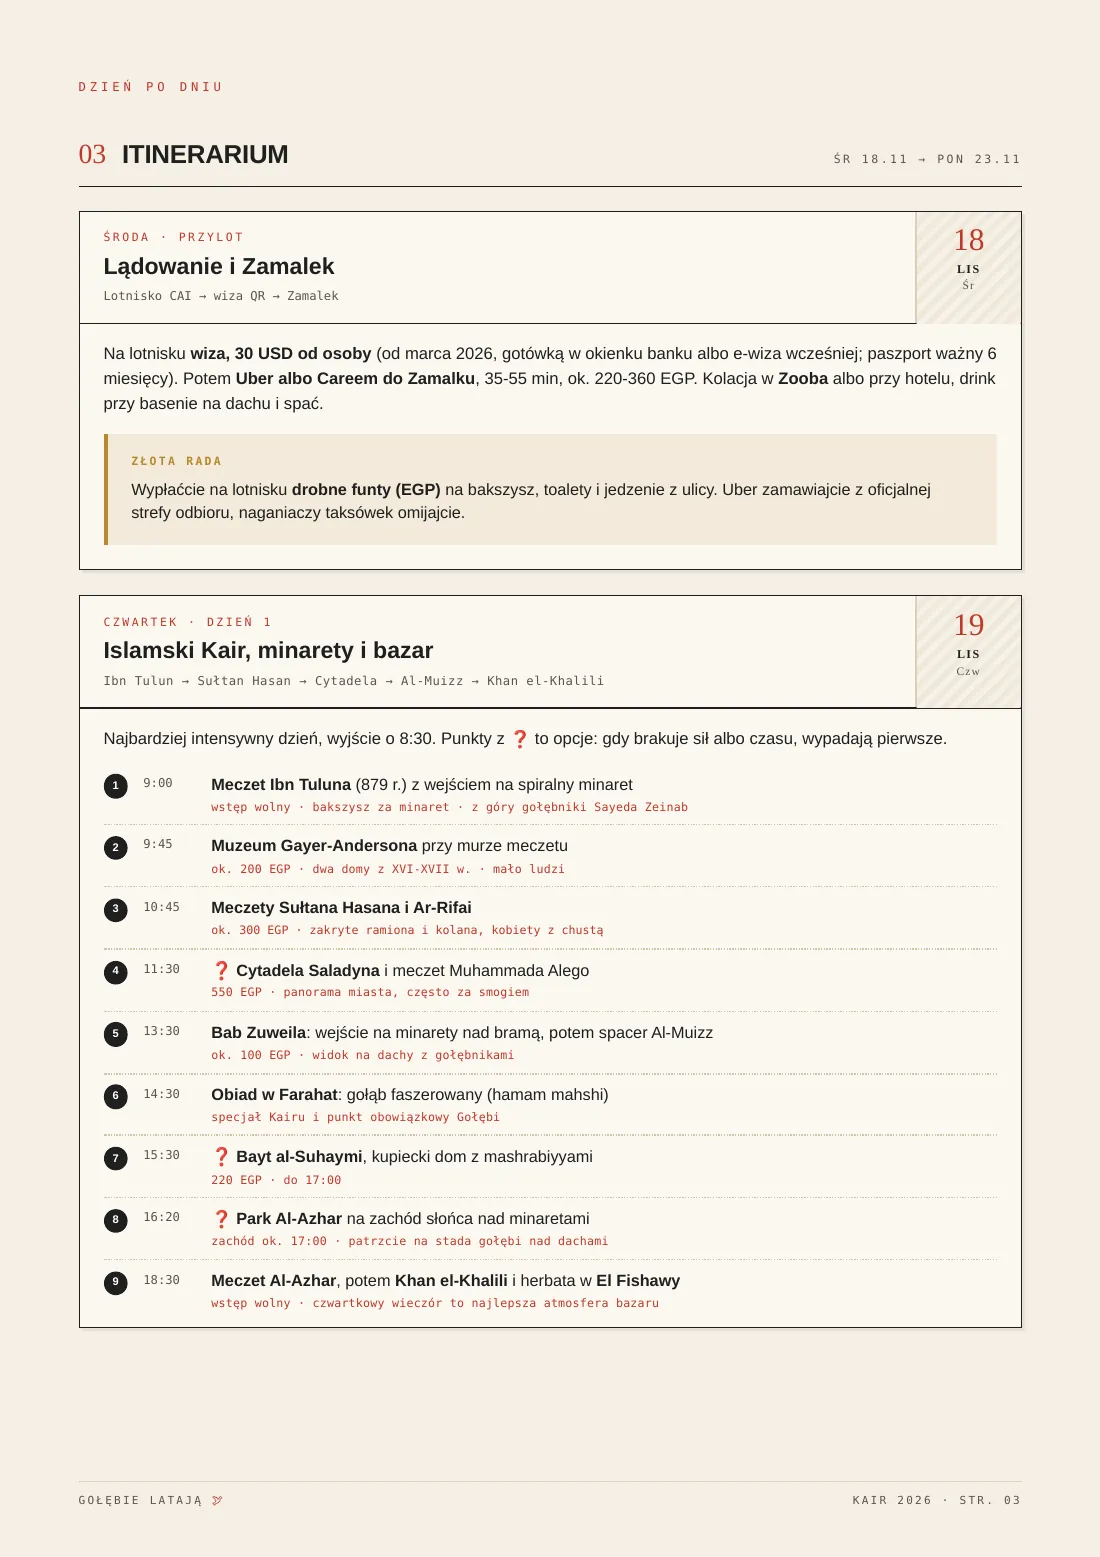 DZIEŃ PO DNIU
03 ITINERARIUM
ŚR 18.11 → PON 23.11
ŚRODA · PRZYLOT
Lądowanie i Zamalek
Lotnisko CAI → wiza QR → Zamalek
18
LIS
Śr
Na lotnisku wiza, 30 USD od osoby (od marca 2026, gotówką w okienku banku albo e-wiza wcześniej; paszport ważny 6
miesięcy). Potem Uber albo Careem do Zamalku, 35-55 min, ok. 220-360 EGP. Kolacja w Zooba albo przy hotelu, drink
przy basenie na dachu i spać.
ZŁOTA RADA
Wypłaćcie na lotnisku drobne funty (EGP) na bakszysz, toalety i jedzenie z ulicy. Uber zamawiajcie z oficjalnej
strefy odbioru, naganiaczy taksówek omijajcie.
CZWARTEK · DZIEŃ 1
Islamski Kair, minarety i bazar
Ibn Tulun → Sułtan Hasan → Cytadela → Al-Muizz → Khan el-Khalili
19
LIS
Czw
Najbardziej intensywny dzień, wyjście o 8:30. Punkty z ❓ to opcje: gdy brakuje sił albo czasu, wypadają pierwsze.
1 9:00 Meczet Ibn Tuluna (879 r.) z wejściem na spiralny minaret
wstęp wolny · bakszysz za minaret · z góry gołębniki Sayeda Zeinab
2 9:45 Muzeum Gayer-Andersona przy murze meczetu
ok. 200 EGP · dwa domy z XVI-XVII w. · mało ludzi
3 10:45 Meczety Sułtana Hasana i Ar-Rifai
ok. 300 EGP · zakryte ramiona i kolana, kobiety z chustą
4 11:30 ❓ Cytadela Saladyna i meczet Muhammada Alego
550 EGP · panorama miasta, często za smogiem
5 13:30 Bab Zuweila: wejście na minarety nad bramą, potem spacer Al-Muizz
ok. 100 EGP · widok na dachy z gołębnikami
6 14:30 Obiad w Farahat: gołąb faszerowany (hamam mahshi)
specjał Kairu i punkt obowiązkowy Gołębi
7 15:30 ❓ Bayt al-Suhaymi, kupiecki dom z mashrabiyyami
220 EGP · do 17:00
8 16:20 ❓ Park Al-Azhar na zachód słońca nad minaretami
zachód ok. 17:00 · patrzcie na stada gołębi nad dachami
9 18:30 Meczet Al-Azhar, potem Khan el-Khalili i herbata w El Fishawy
wstęp wolny · czwartkowy wieczór to najlepsza atmosfera bazaru
GOŁĘBIE LATAJĄ 🕊
KAIR 2026 · STR. 03